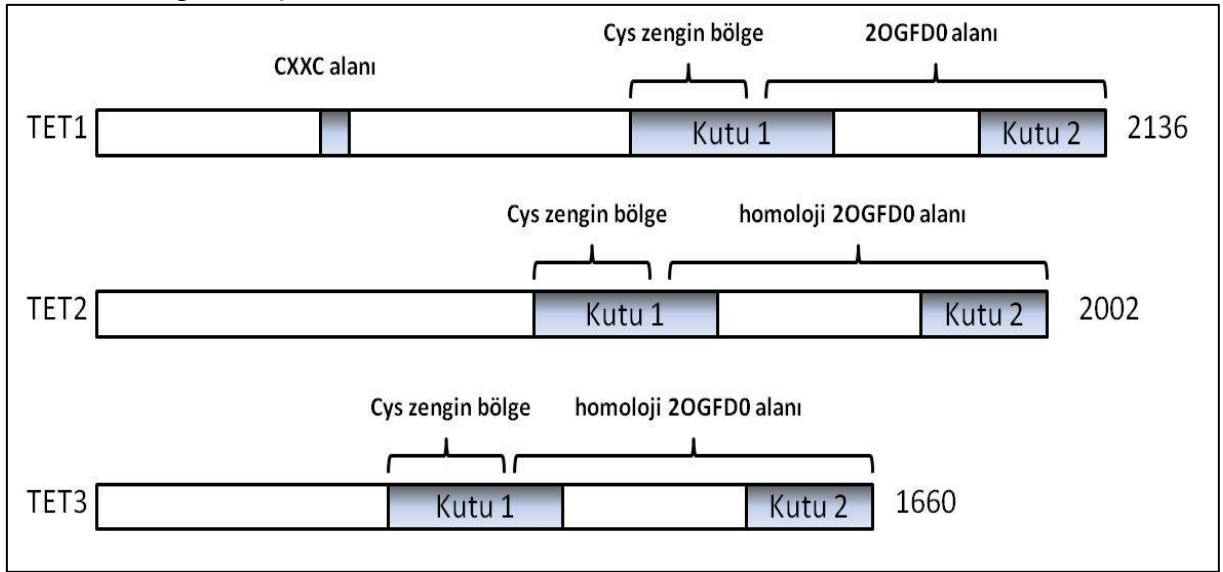 Cys zengin bölge 2OGFD0 alanı
CXXC alanı
TET1 Kutu 1 Kutu 2 2136
Cys zengin bölge homoloji 2OGFD0 alanı
TET2 Kutu 1 Kutu 2 2002
Cys zengin bölge homoloji 2OGFD0 alanı
TET3 Kutu 1 Kutu 2 1660